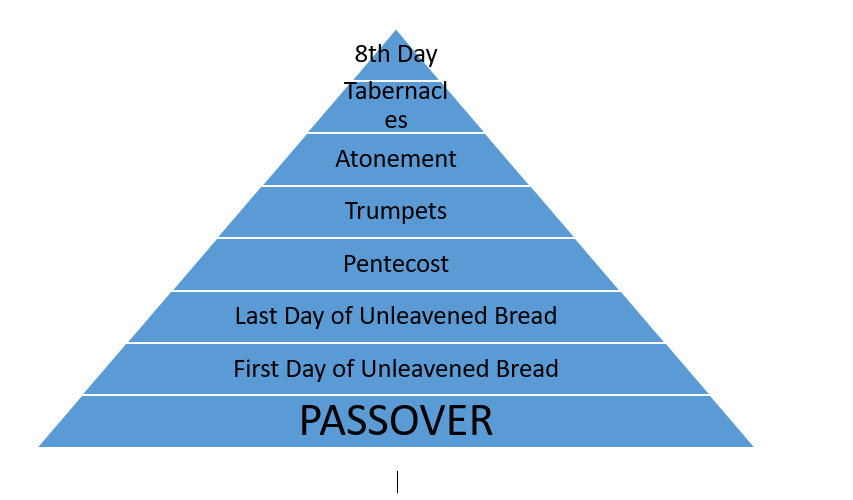 8th Day
Tabernacl
es
Atonement
Trumpets
Pentecost
Last Day of Unleavened Bread
First Day of Unleavened Bread
PASSOVER